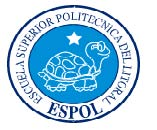 ESCUELA SUPERIOR POLITECNICA DEL LITORAL
ESPOL